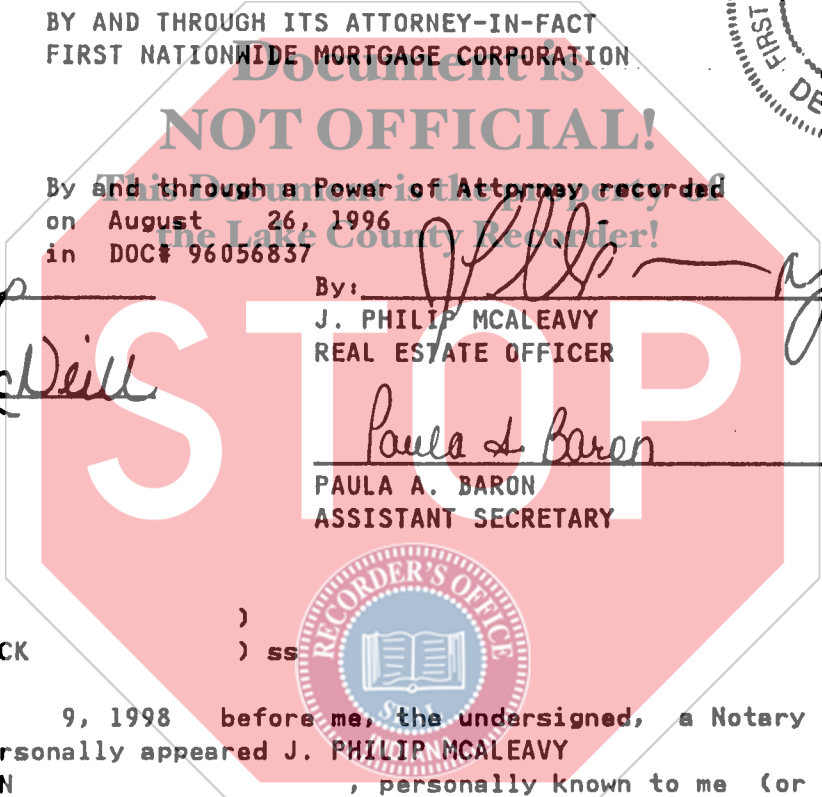 BY AND THROUGH ITS ATTORNEY-IN-FACT
FIRST NATIONWIDE MORTGAGE CORPORATION
FIRST
DE
Document is
NOT OFFICIAL!
This Document is the property of
the Lake County Recorder!
By and through a Power of Attorney recorded
on August 26, 1996
in DOC# 96056837
By:
J. PHILIP MCALEAVY
REAL ESTATE OFFICER
STOP
Paula A. Baron
PAULA A. BARON
ASSISTANT SECRETARY
RECORDER'S OFFICE
SEAL
)
CK ) ss
9, 1998 before me, the undersigned, a Notary
rsonally appeared J. PHILIP MCALEAVY
N , personally known to me (or